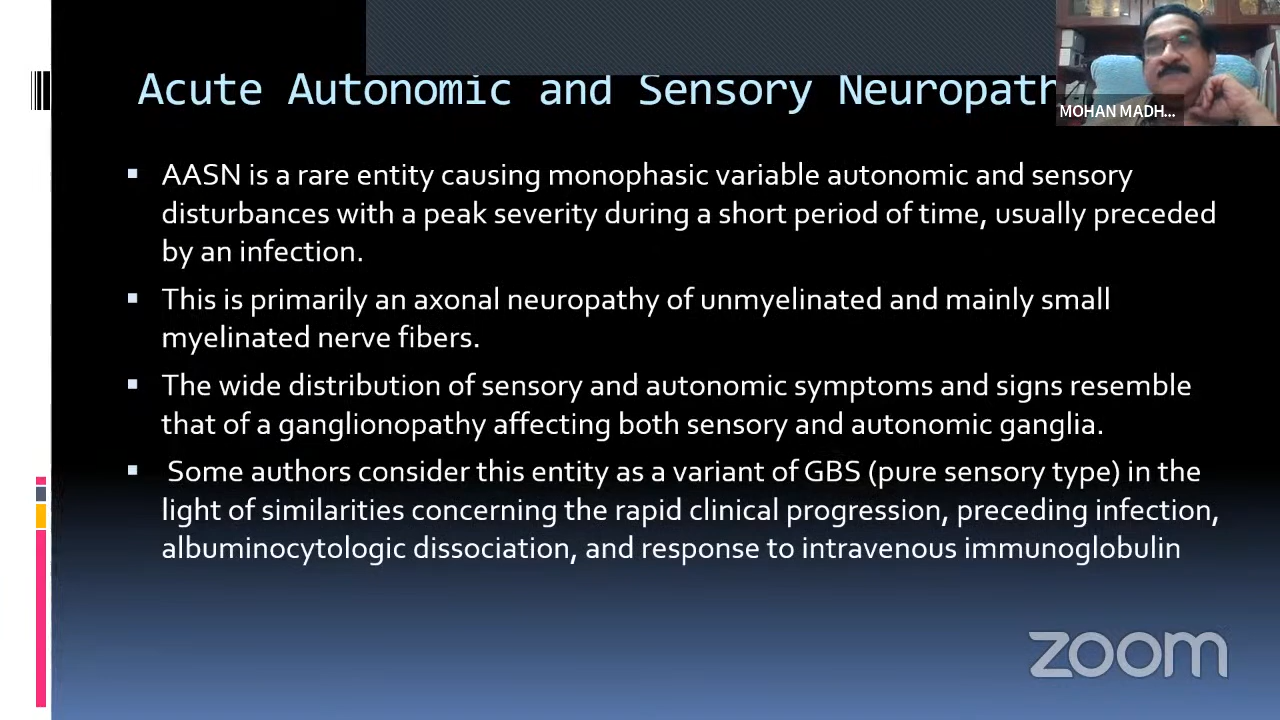 Acute Autonomic and Sensory Neuropath
MOHAN MADH...
▪ AASN is a rare entity causing monophasic variable autonomic and sensory
disturbances with a peak severity during a short period of time, usually preceded
by an infection.
▪ This is primarily an axonal neuropathy of unmyelinated and mainly small
myelinated nerve fibers.
▪ The wide distribution of sensory and autonomic symptoms and signs resemble
that of a ganglionopathy affecting both sensory and autonomic ganglia.
▪ Some authors consider this entity as a variant of GBS (pure sensory type) in the
light of similarities concerning the rapid clinical progression, preceding infection,
albuminocytologic dissociation, and response to intravenous immunoglobulin
zoom